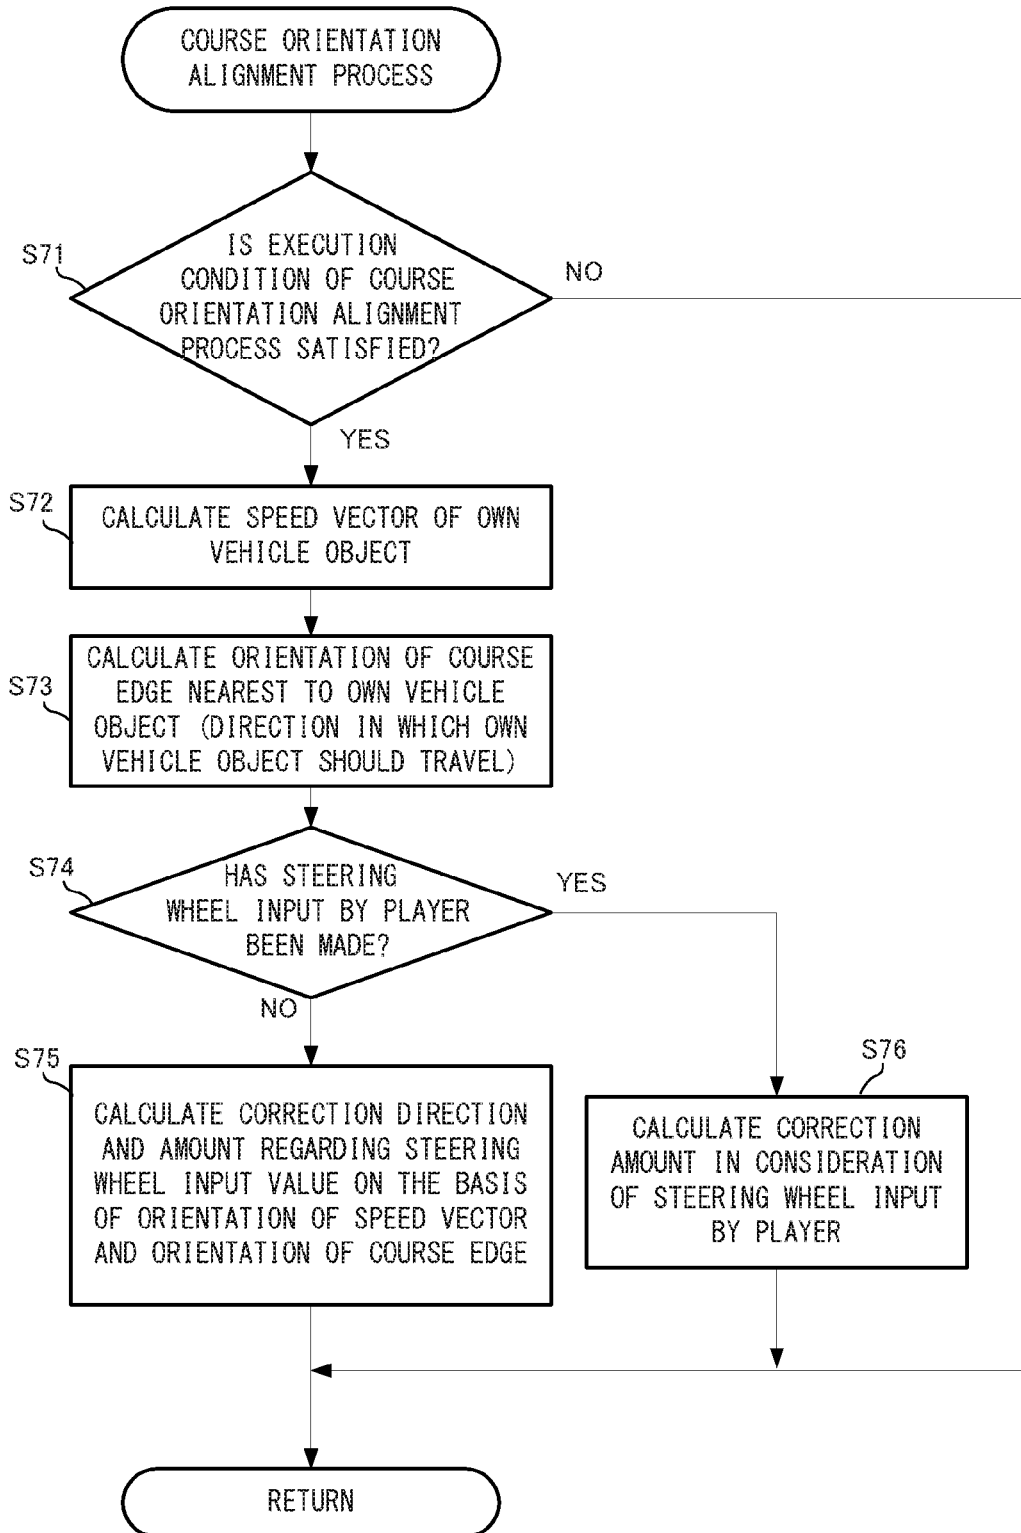 COURSE ORIENTATION
ALIGNMENT PROCESS
S71
IS EXECUTION
CONDITION OF COURSE
ORIENTATION ALIGNMENT
PROCESS SATISFIED?
NO
YES
S72
CALCULATE SPEED VECTOR OF OWN
VEHICLE OBJECT
S73
CALCULATE ORIENTATION OF COURSE
EDGE NEAREST TO OWN VEHICLE
OBJECT (DIRECTION IN WHICH OWN
VEHICLE OBJECT SHOULD TRAVEL)
S74
HAS STEERING
WHEEL INPUT BY PLAYER
BEEN MADE?
YES
NO
S75
CALCULATE CORRECTION DIRECTION
AND AMOUNT REGARDING STEERING
WHEEL INPUT VALUE ON THE BASIS
OF ORIENTATION OF SPEED VECTOR
AND ORIENTATION OF COURSE EDGE
S76
CALCULATE CORRECTION
AMOUNT IN CONSIDERATION
OF STEERING WHEEL INPUT
BY PLAYER
RETURN